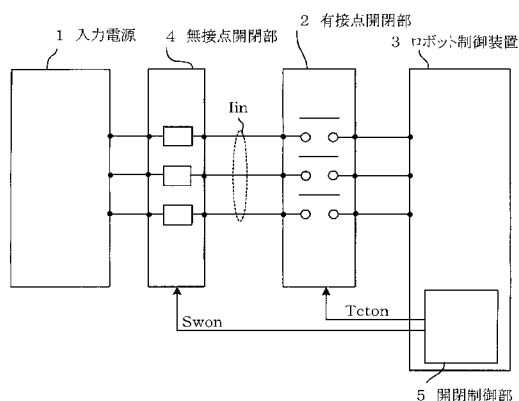 1 入力電源
4 無接点開閉部
2 有接点開閉部
3 ロボット制御装置
Iin
Tcton
Swon
5 開閉制御部